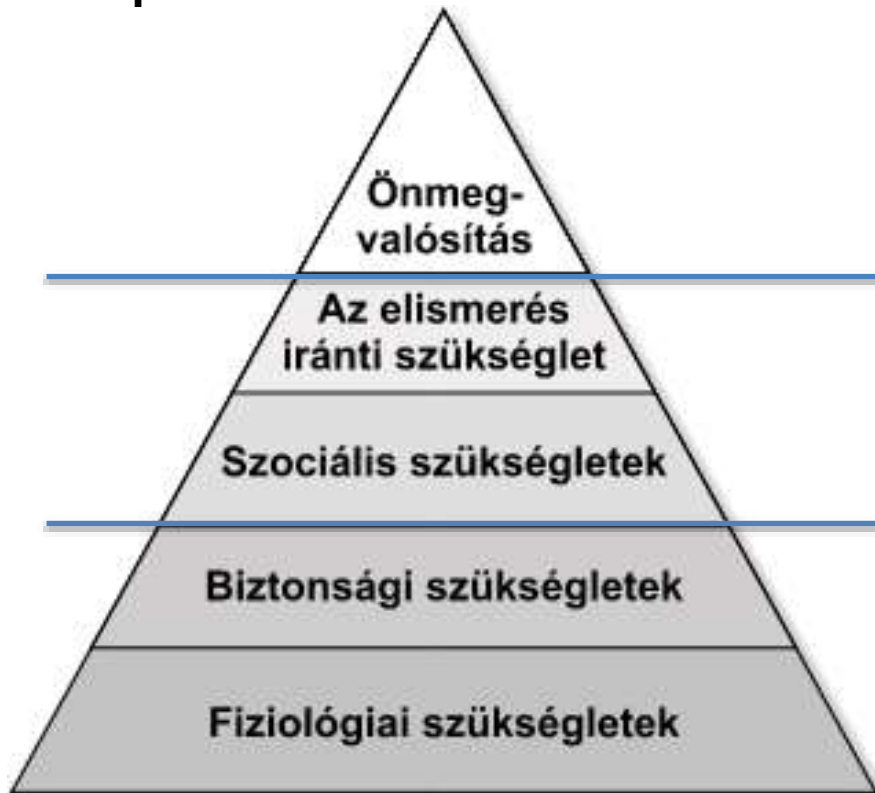 Önmeg-
valósítás
Az elismerés
iránti szükséglet
Szociális szükségletek
Biztonsági szükségletek
Fiziológiai szükségletek